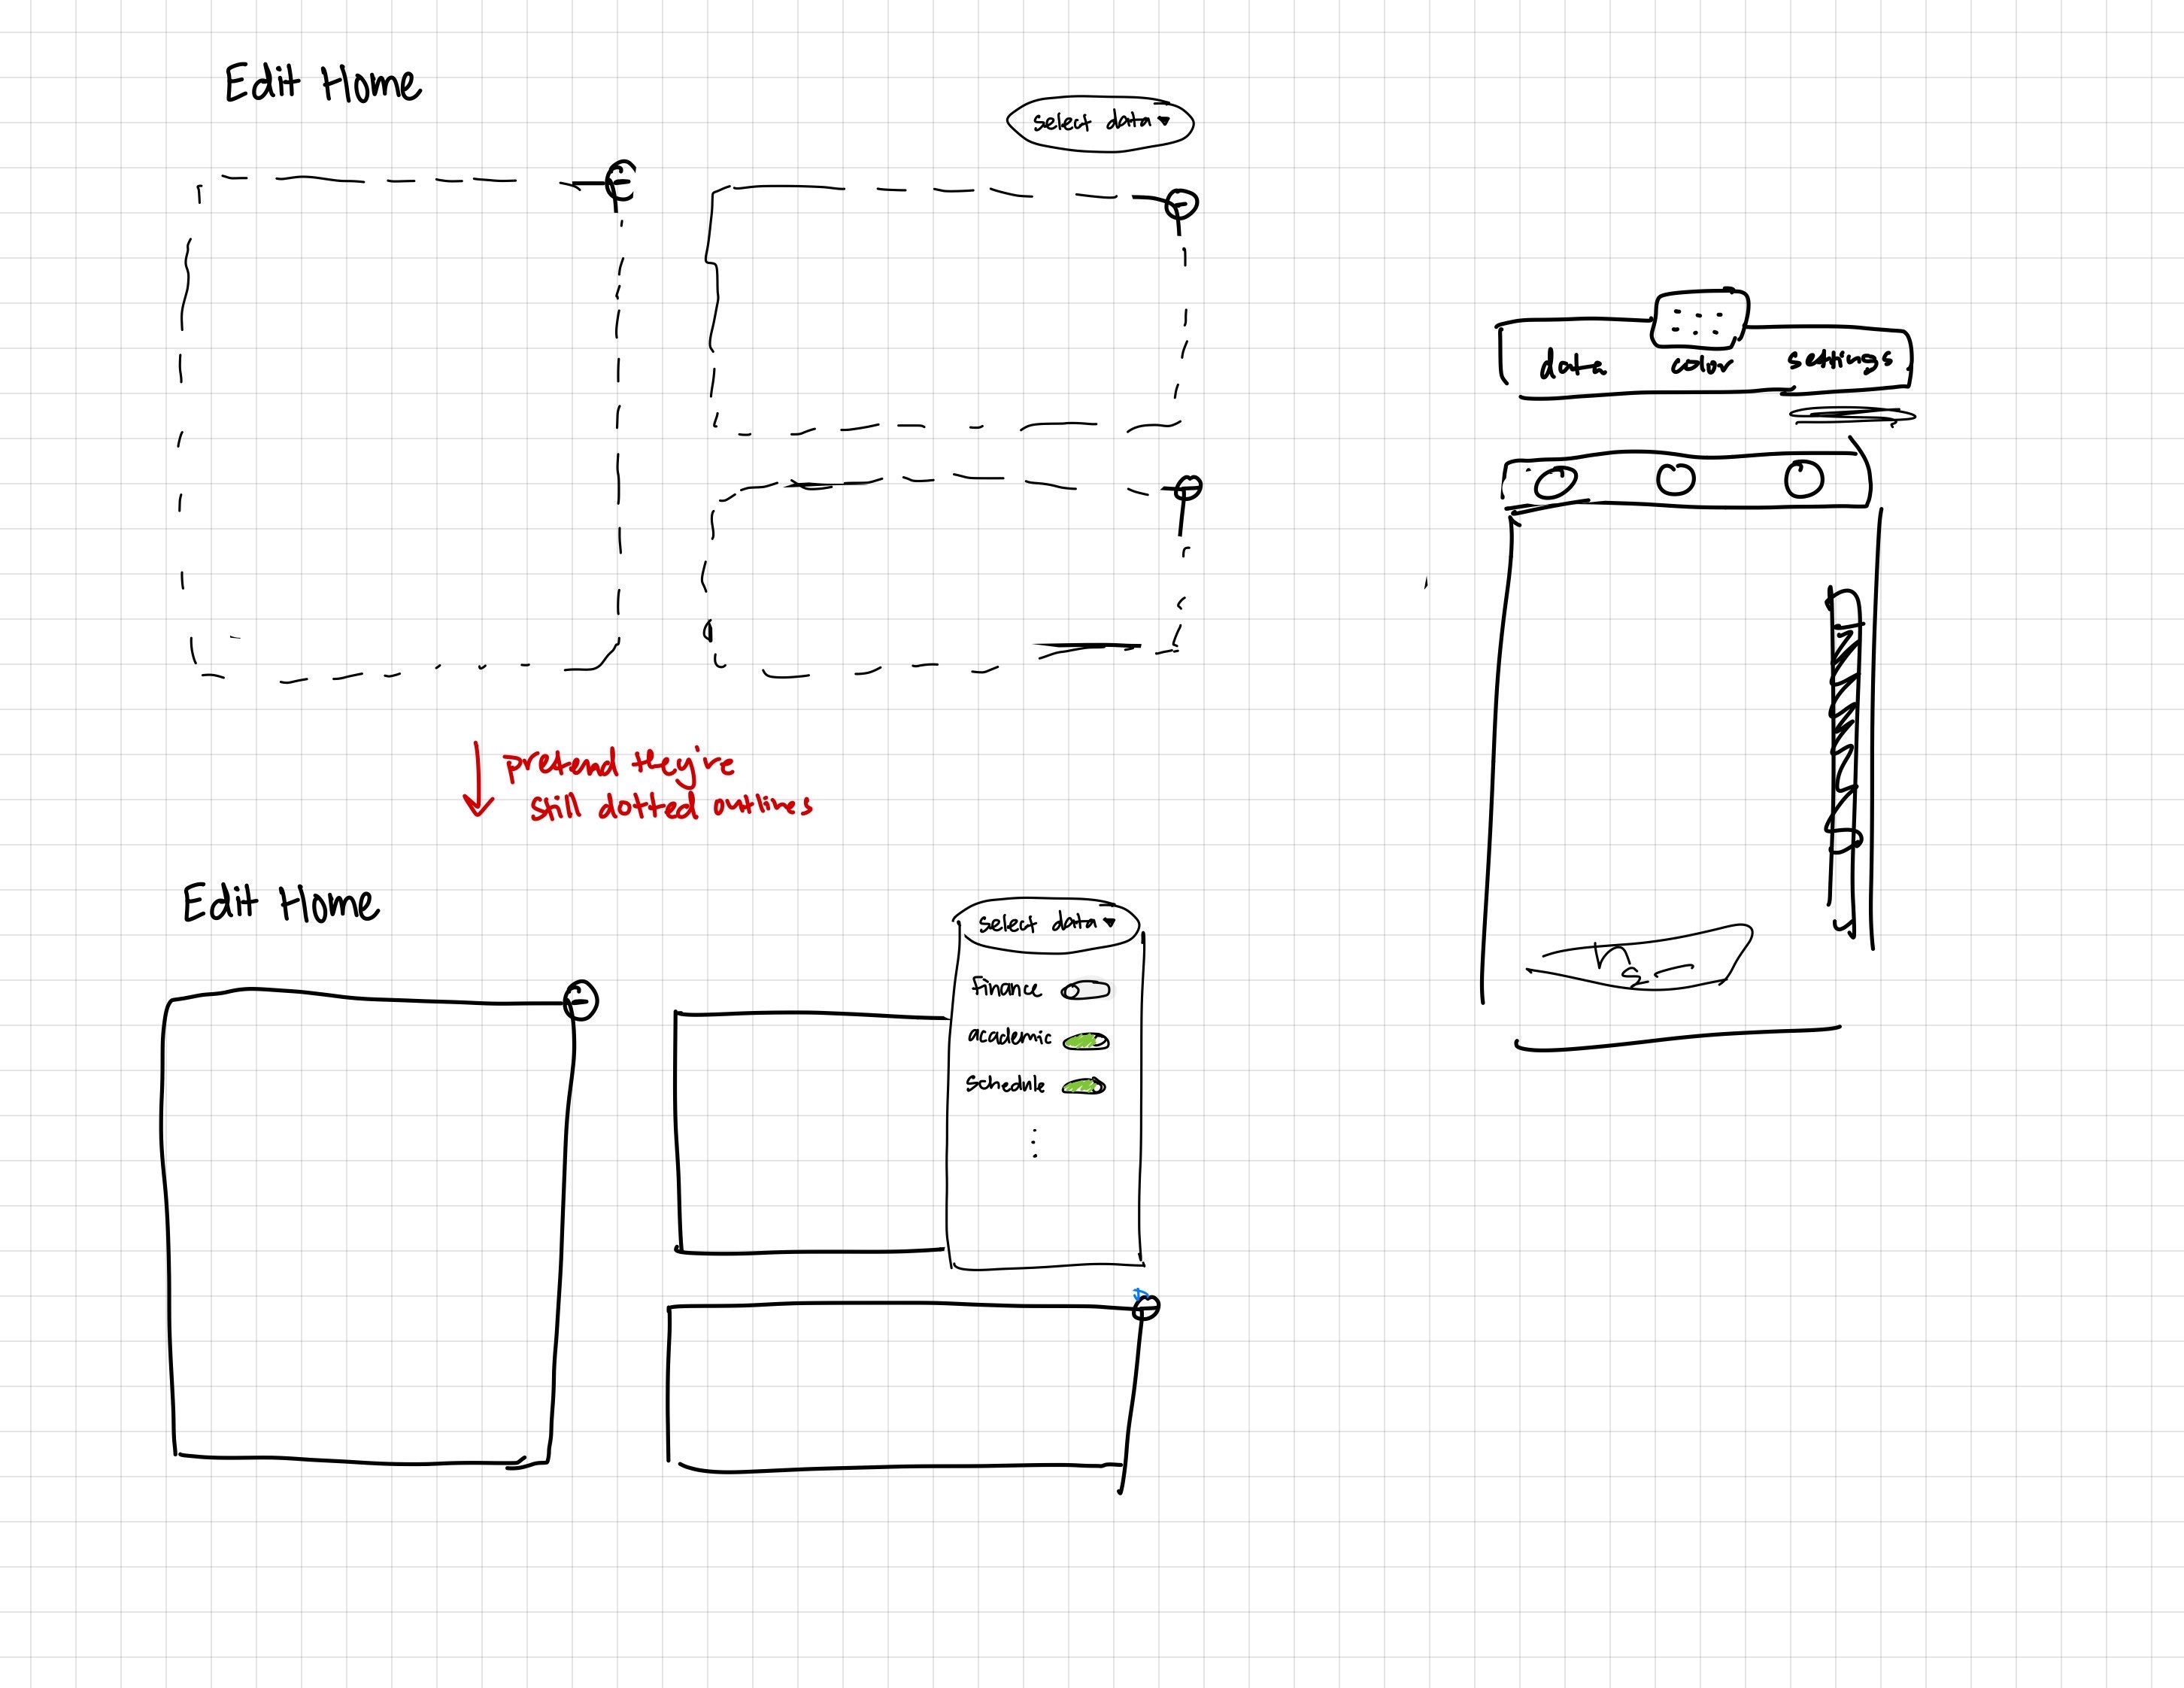 Edit Home
select data
data color settings
pretend they're
still dotted outlines
Edit Home
select data
finance
academic
schedule